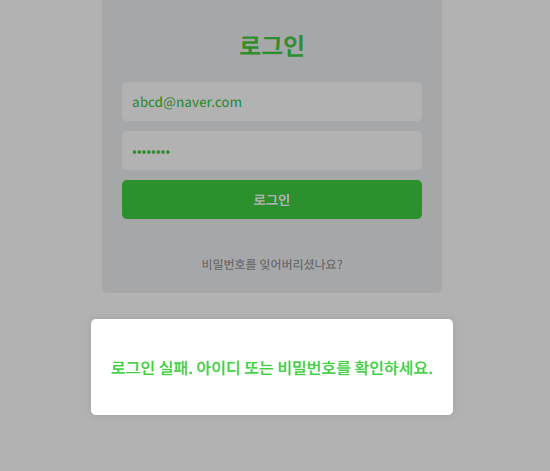 로그인
abcd@naver.com
••••••••
로그인
비밀번호를 잊어버리셨나요?
로그인 실패. 아이디 또는 비밀번호를 확인하세요.